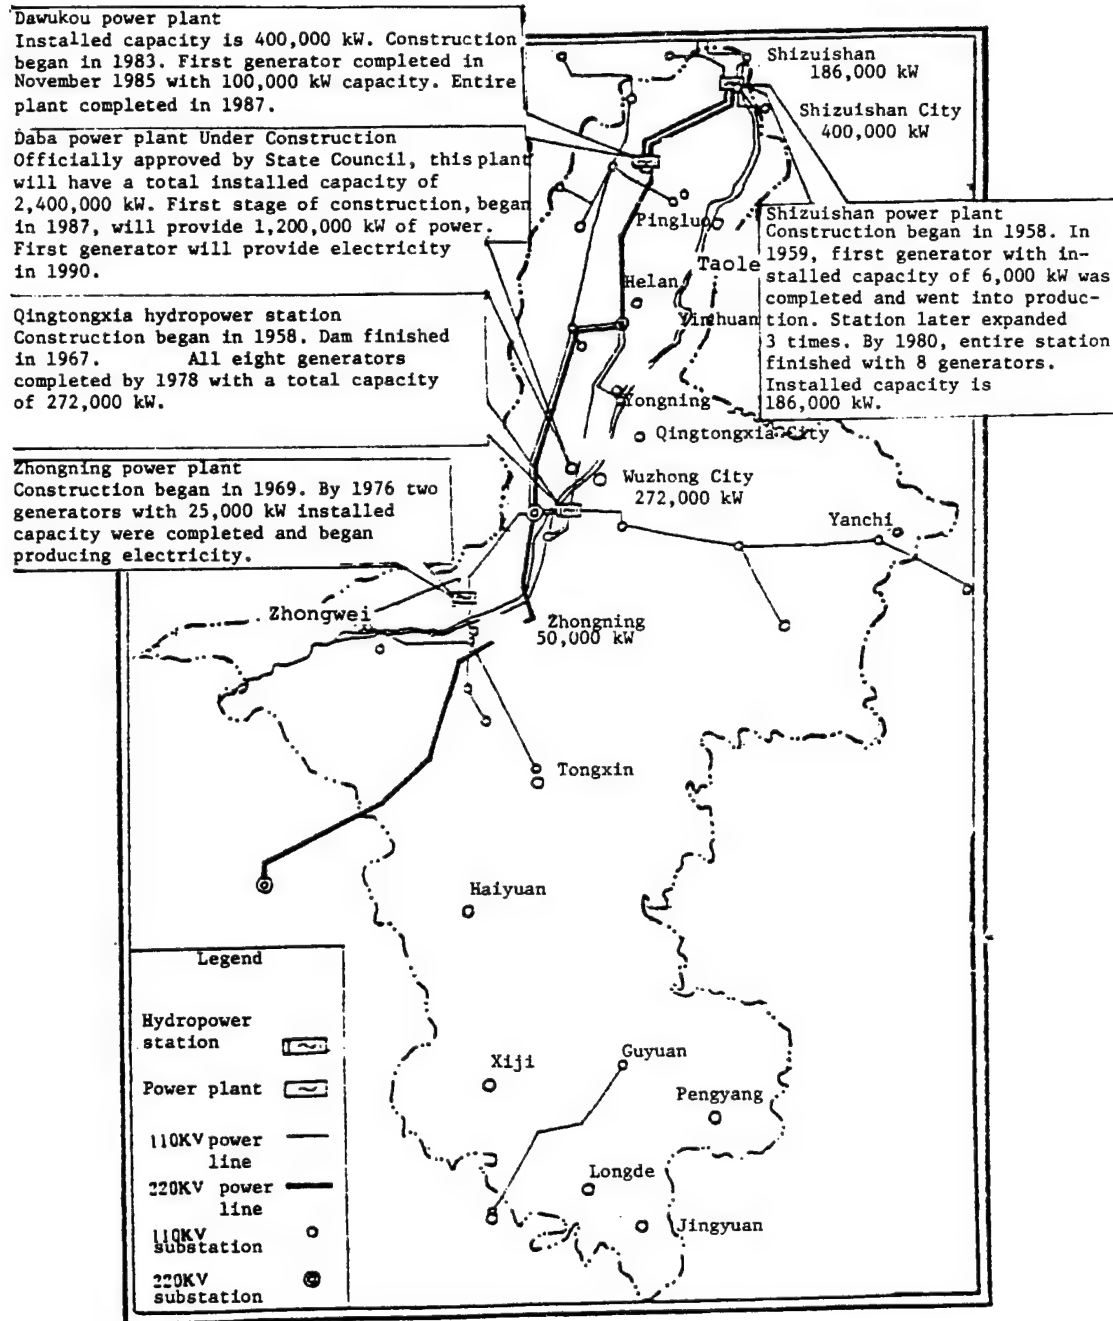 Dawukou power plant
Installed capacity is 400,000 kW. Construction
began in 1983. First generator completed in
November 1985 with 100,000 kW capacity. Entire
plant completed in 1987.
Daba power plant Under Construction
Officially approved by State Council, this plant
will have a total installed capacity of
2,400,000 kW. First stage of construction, began
in 1987, will provide 1,200,000 kW of power.
First generator will provide electricity
in 1990.
Qingtongxia hydropower station
Construction began in 1958. Dam finished
in 1967. All eight generators
completed by 1978 with a total capacity
of 272,000 kW.
Zhongning power plant
Construction began in 1969. By 1976 two
generators with 25,000 kW installed
capacity were completed and began
producing electricity.
Shizuishan
186,000 kW
Shizuishan City
400,000 kW
Shizuishan power plant
Construction began in 1958. In
1959, first generator with in-
stalled capacity of 6,000 kW was
completed and went into produc-
tion. Station later expanded
3 times. By 1980, entire station
finished with 8 generators.
Installed capacity is
186,000 kW.
Pingluo
Taole
Helan
Yinchuan
Yongning
Qingtongxia City
Wuzhong City
272,000 kW
Yanchi
Zhongwei
Zhongning
50,000 kW
Tongxin
Haiyuan
Xiji
Guyuan
Pengyang
Longde
Jingyuan
Legend
Hydropower
station
Power plant
110KV power
line
220KV power
line
110KV
substation
220KV
substation